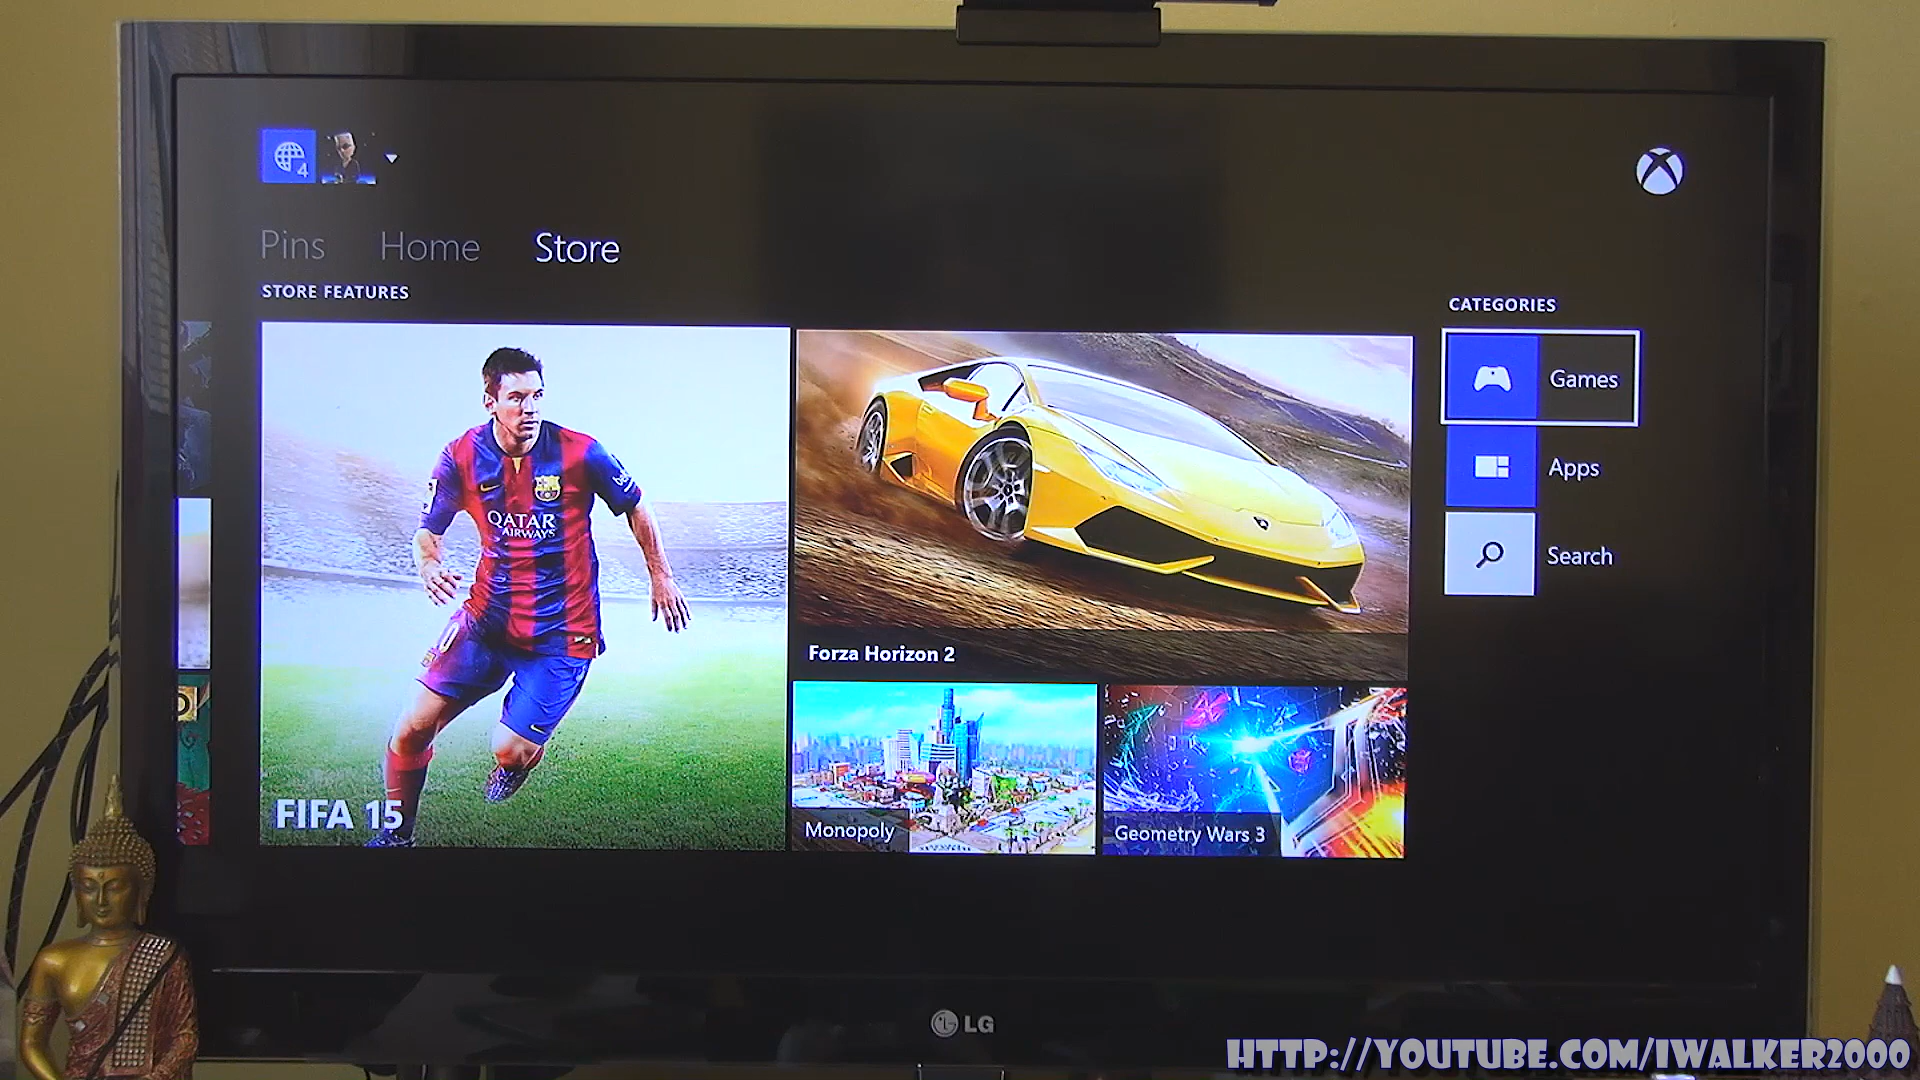 4
Pins Home Store
STORE FEATURES
CATEGORIES
Games
Apps
Search
QATAR
AIRWAYS
FIFA 15
Forza Horizon 2
Monopoly
Geometry Wars 3
LG
HTTP://YOUTUBE.COM/IWALKER2000